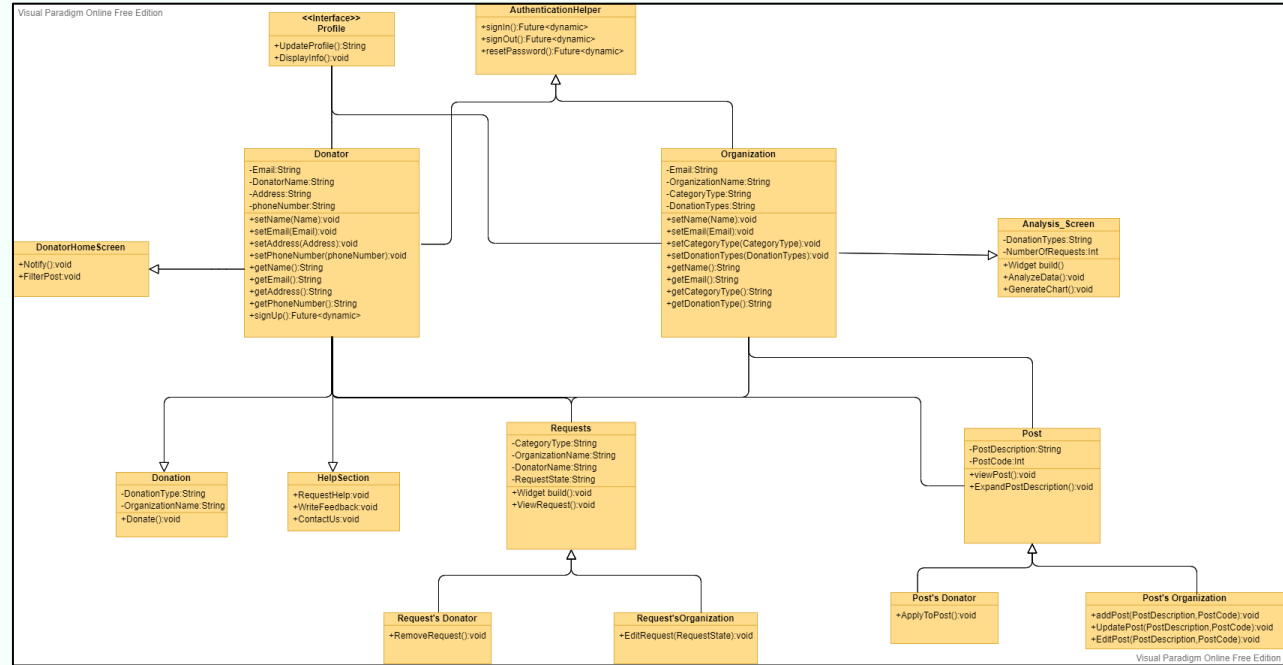 Visual Paradigm Online Free Edition
<<Interface>>
Profile
+UpdateProfile():String
+DisplayInfo():void
AuthenticationHelper
+signIn():Future<dynamic>
+signOut():Future<dynamic>
+resetPassword():Future<dynamic>
Donator
-Email:String
-DonatorName:String
-Address:String
-phoneNumber:String
+setName(Name):void
+setEmail(Email):void
+setAddress(Address):void
+setPhoneNumber(phoneNumber):void
+getName():String
+getEmail():String
+getAddress():String
+getPhoneNumber():String
+signUp():Future<dynamic>
Organization
-Email:String
-OrganizationName:String
-CategoryType:String
-DonationTypes:String
+setName(Name):void
+setEmail(Email):void
+setCategoryType(CategoryType):void
+setDonationTypes(DonationTypes):void
+getName():String
+getEmail():String
+getCategoryType():String
+getDonationType():String
DonatorHomeScreen
+Notify():void
+FilterPost:void
Analysis_Screen
-DonationTypes:String
-NumberOfRequests:Int
+Widget build()
+AnalyzeData():void
+GenerateChart():void
Donation
-DonationType:String
-OrganizationName:String
+Donate():void
HelpSection
+RequestHelp:void
+WriteFeedback:void
+ContactUs:void
Requests
-CategoryType:String
-OrganizationName:String
-DonatorName:String
-RequestState:String
+Widget build():void
+ViewRequest():void
Post
-PostDescription:String
-PostCode:Int
+viewPost():void
+ExpandPostDescription():void
Request's Donator
+RemoveRequest():void
Request'sOrganization
+EditRequest(RequestState):void
Post's Donator
+ApplyToPost():void
Post's Organization
+addPost(PostDescription,PostCode):void
+UpdatePost(PostDescription,PostCode):void
+EditPost(PostDescription,PostCode):void
Visual Paradigm Online Free Edition